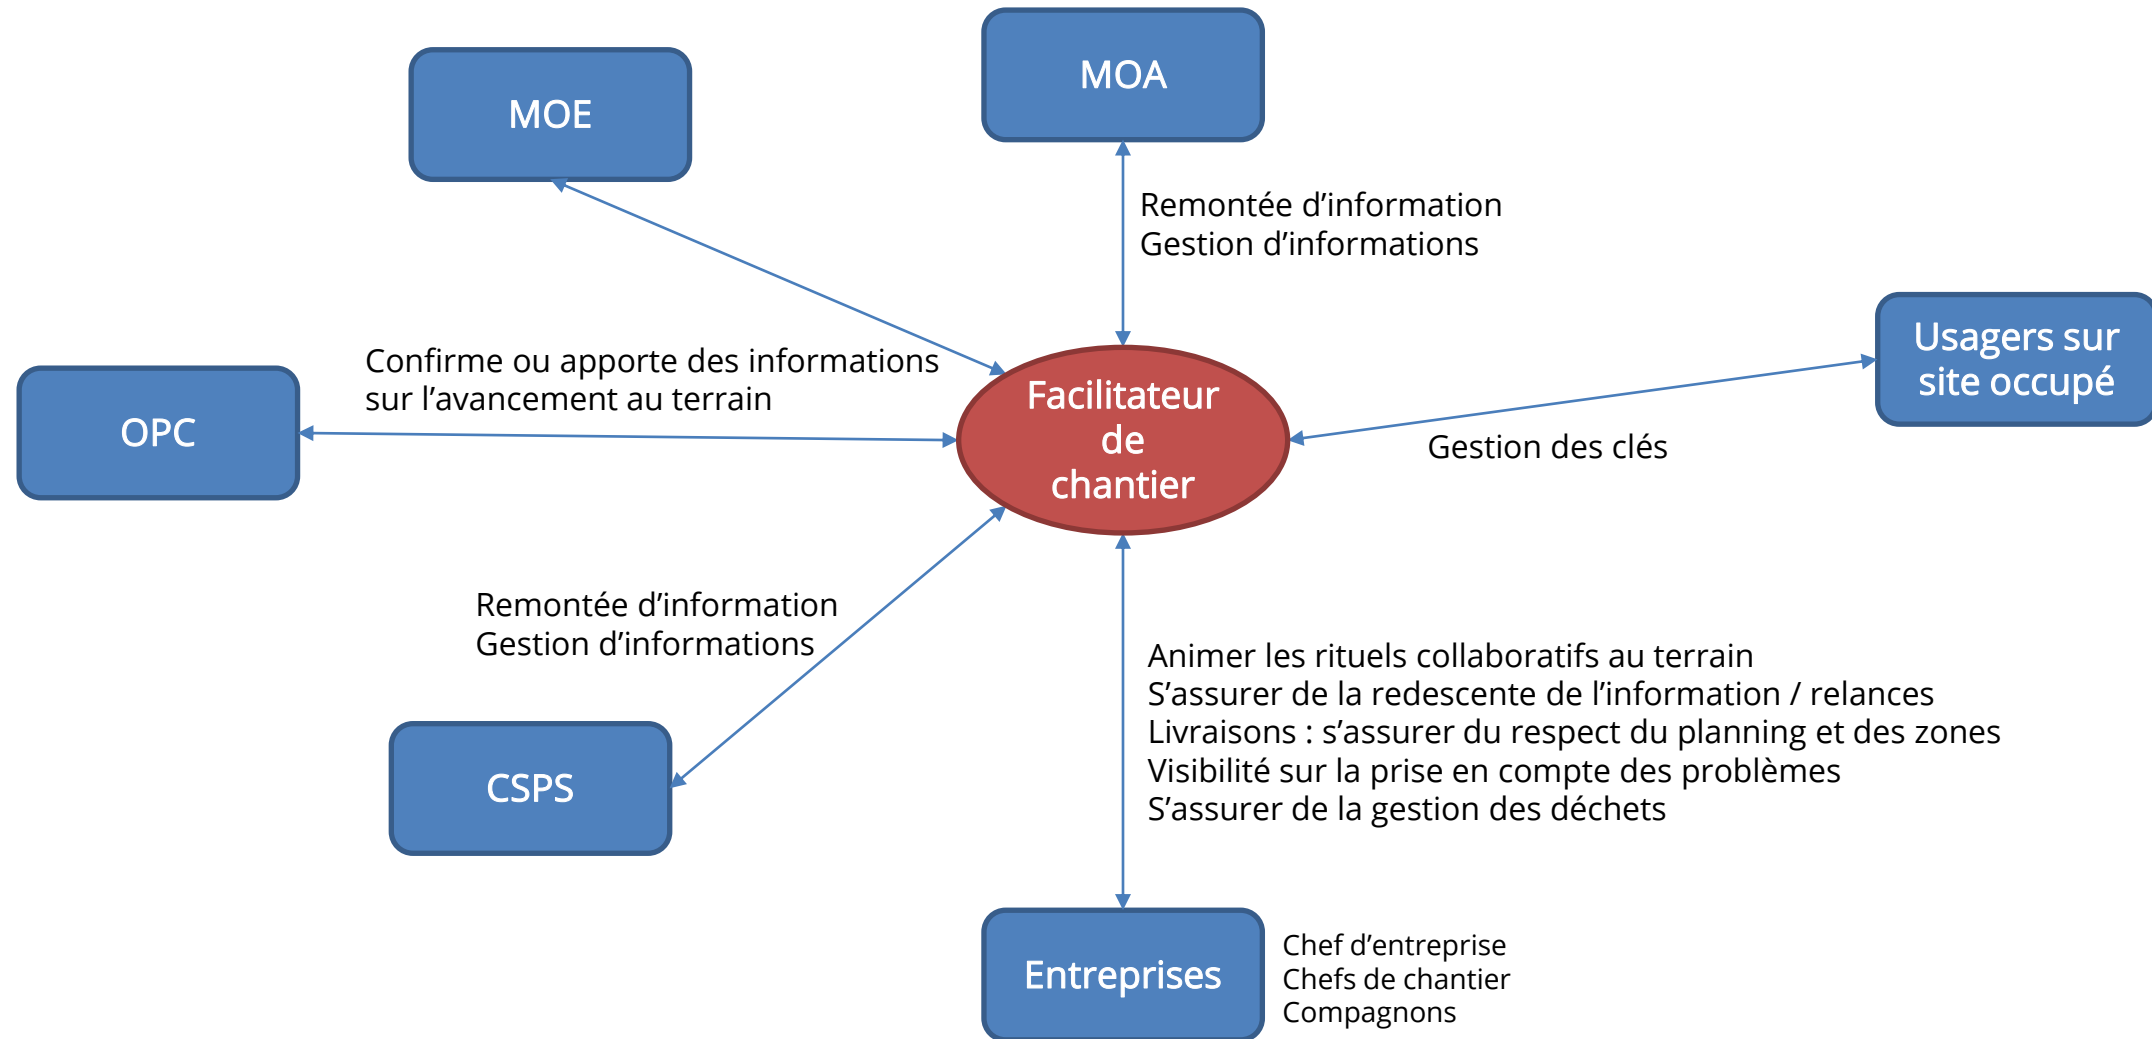 MOA
MOE
Remontée d’information
Gestion d’informations
Usagers sur
site occupé
Confirme ou apporte des informations
sur l’avancement au terrain
OPC
Facilitateur
de
chantier
Gestion des clés
Remontée d’information
Gestion d’informations
Animer les rituels collaboratifs au terrain
S’assurer de la redescente de l’information / relances
Livraisons : s’assurer du respect du planning et des zones
Visibilité sur la prise en compte des problèmes
S’assurer de la gestion des déchets
CSPS
Entreprises
Chef d’entreprise
Chefs de chantier
Compagnons